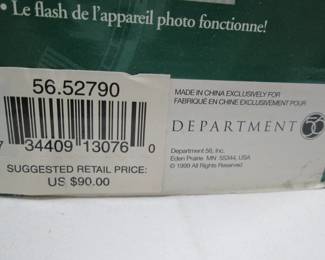 • Le flash de l'appareil photo fonctionne!
56.52790
7 34409 13076 0
SUGGESTED RETAIL PRICE:
US $90.00
MADE IN CHINA EXCLUSIVELY FOR
FABRIQUÉ EN CHINE EXCLUSIVEMENT POUR
DEPARTMENT 56
Department 56, Inc.
Eden Prairie MN 55344, USA
© 1999 All Rights Reserved